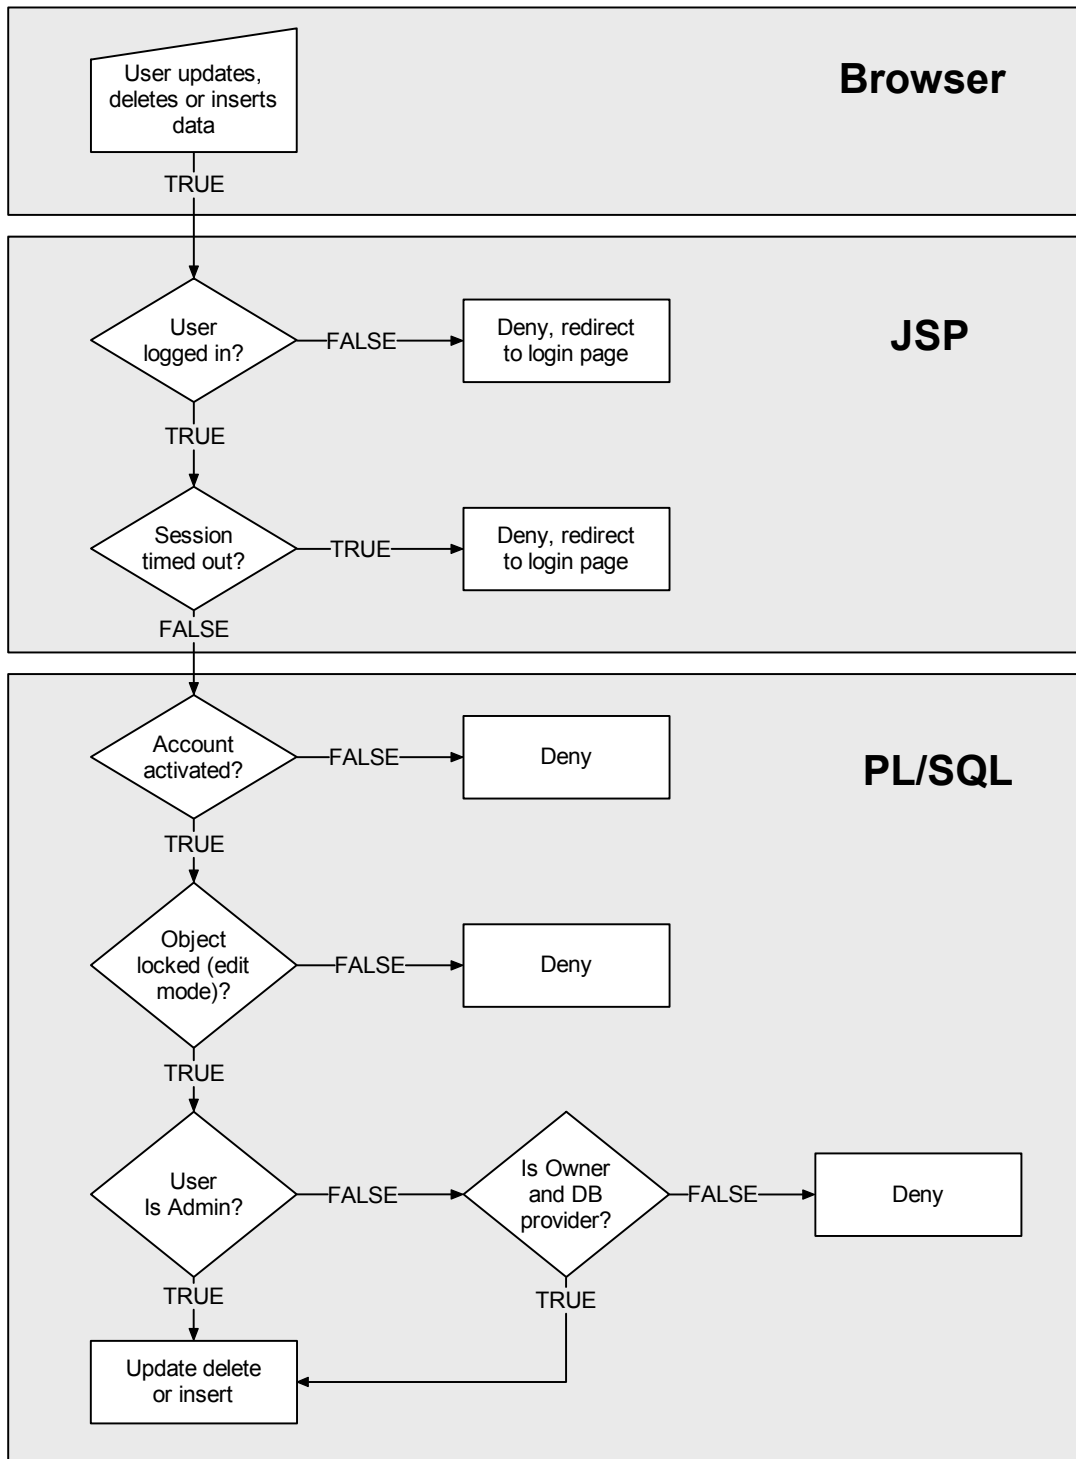 Browser
User updates,
deletes or inserts
data
TRUE
JSP
User
logged in?
FALSE
Deny, redirect
to login page
TRUE
Session
timed out?
TRUE
Deny, redirect
to login page
FALSE
PL/SQL
Account
activated?
FALSE
Deny
TRUE
Object
locked (edit
mode)?
FALSE
Deny
TRUE
User
Is Admin?
FALSE
Is Owner
and DB
provider?
FALSE
Deny
TRUE
TRUE
Update delete
or insert